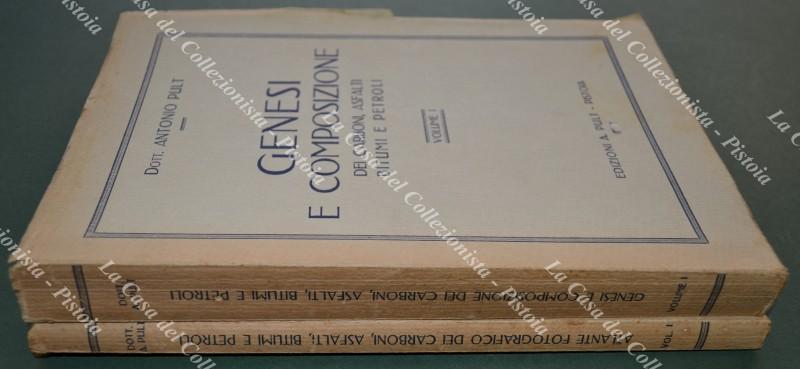 DOTT. ANTONIO PULT
GENESI
E COMPOSIZIONE
DEI CARBONI, ASFALTI
BITUMI E PETROLI
VOLUME I
EDIZIONI A. PULT - PISTOIA
DOTT.
GENESI E COMPOSIZIONE DEI CARBONI, ASFALTI, BITUMI E PETROLI
VOLUME I
DOTT.
A. PULT
ATLANTE FOTOGRAFICO DEI CARBONI, ASFALTI, BITUMI E PETROLI
VOL. I
La Casa del Collezionista - Pistoia
La Casa del Collezionista - Pistoia
La Casa del Collezionista - Pistoia